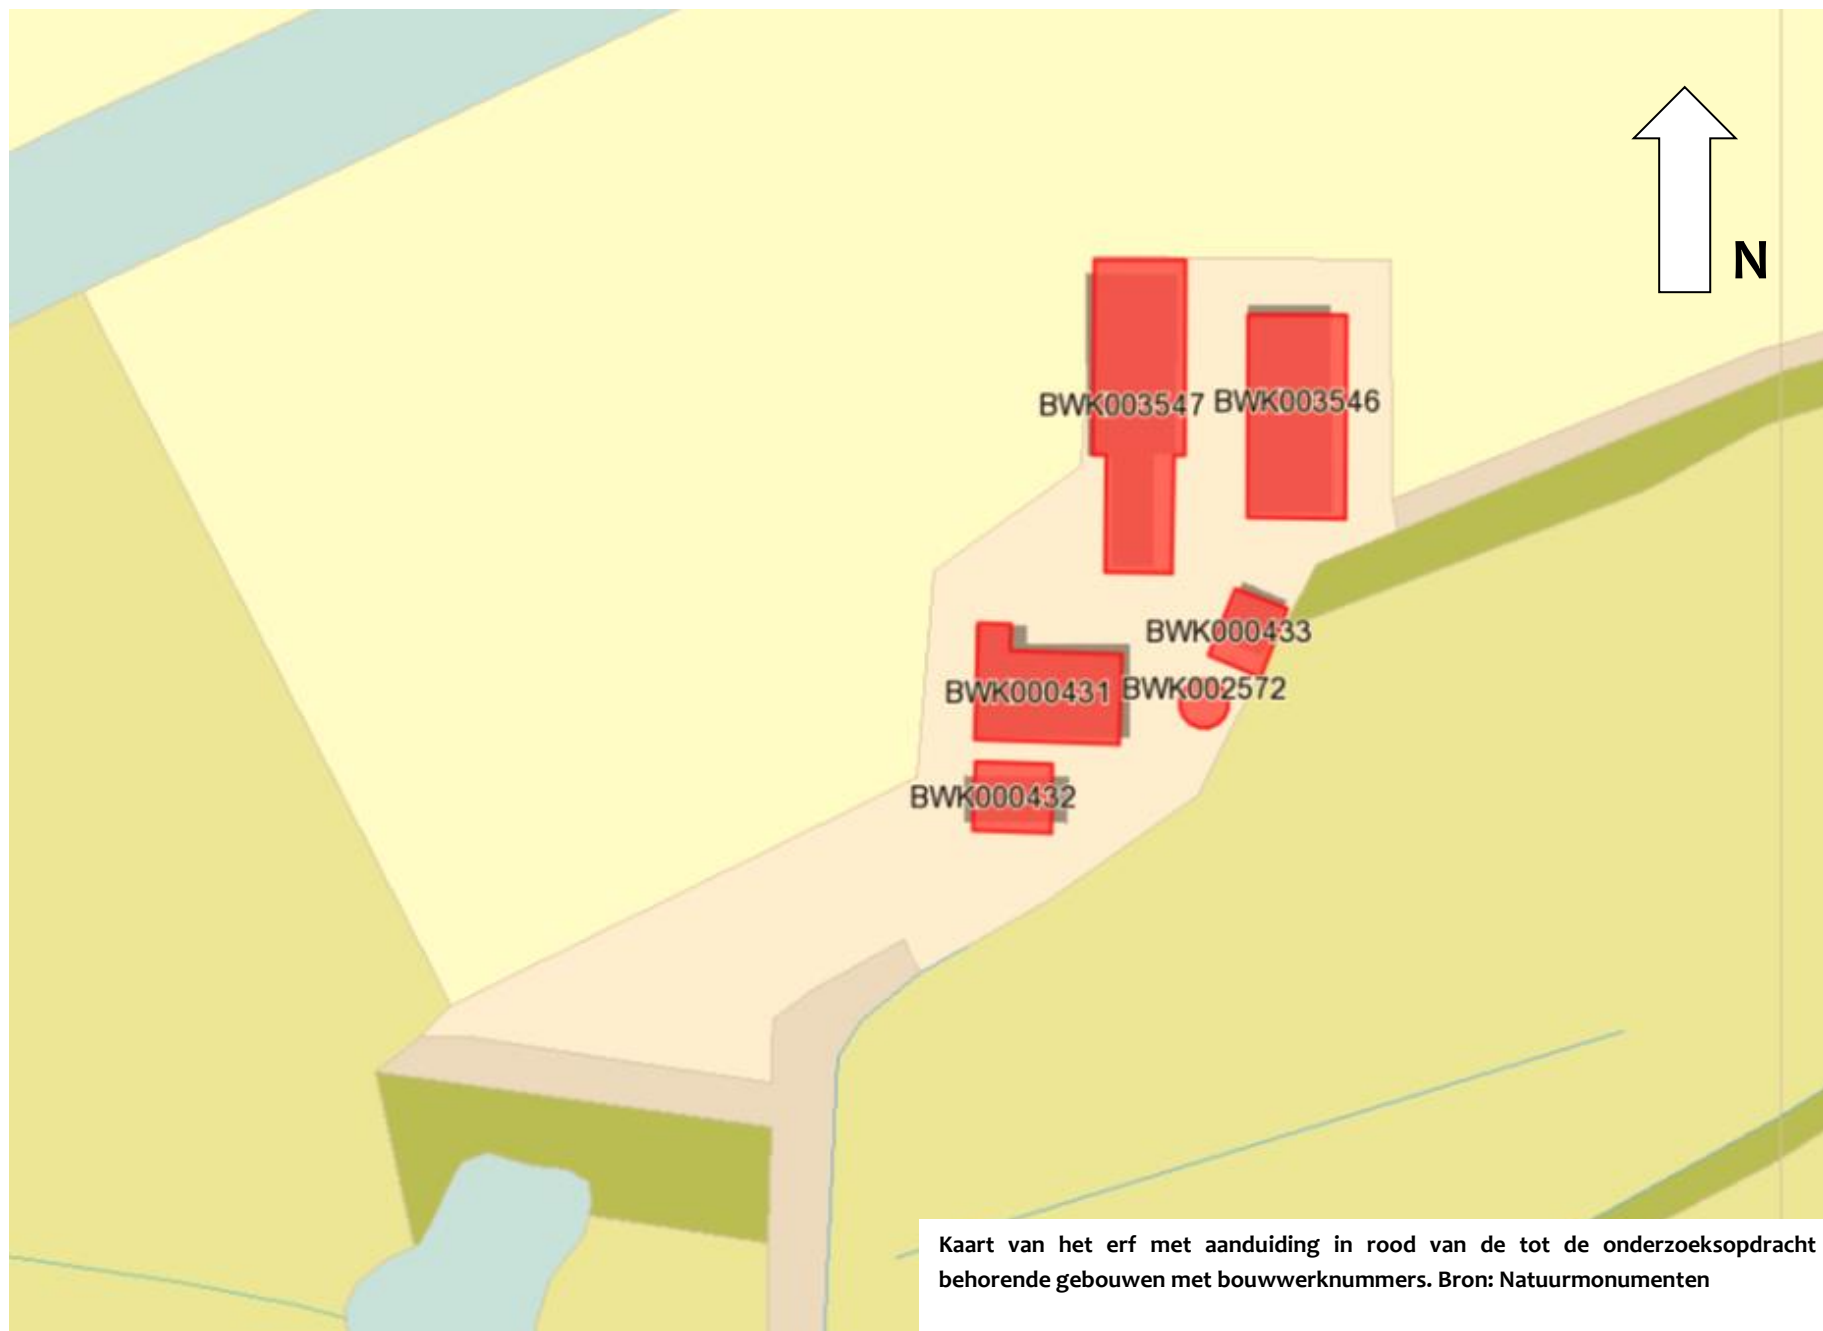 N
BWK003547 BWK003546
BWK000433
BWK000431 BWK002572
BWK000432
Kaart van het erf met aanduiding in rood van de tot de onderzoeksopdracht
behorende gebouwen met bouwwerknummers. Bron: Natuurmonumenten